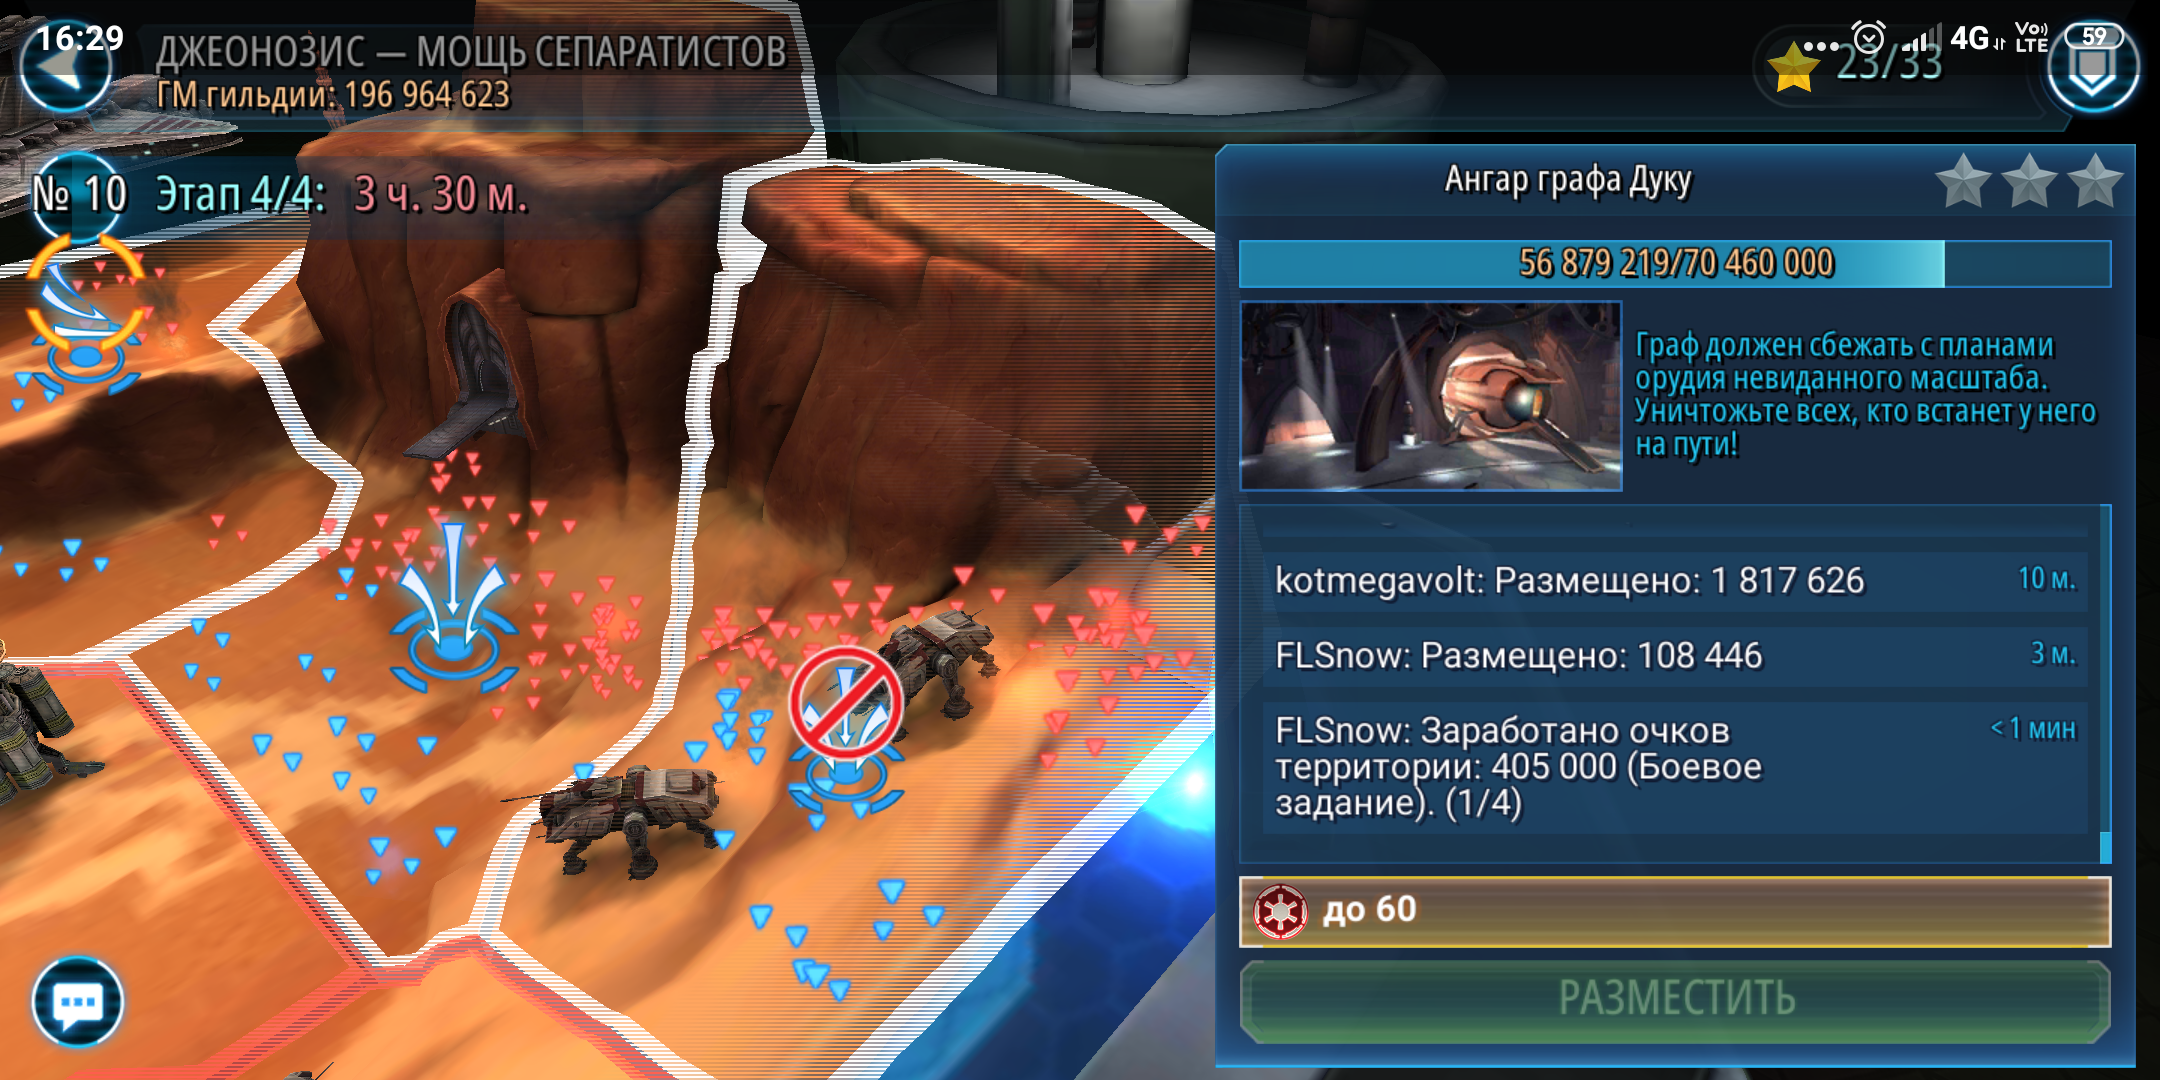 16:29
4G
Vo))
LTE
59
ДЖЕОНОЗИС — МОЩЬ СЕПАРАТИСТОВ
ГМ гильдии: 196 964 623
23/33
№ 10 Этап 4/4: 3 ч. 30 м.
Ангар графа Дуку
56 879 219/70 460 000
Граф должен сбежать с планами
орудия невиданного масштаба.
Уничтожьте всех, кто встанет у него
на пути!
kotmegavolt: Размещено: 1 817 626 10 м.
FLSnow: Размещено: 108 446 3 м.
FLSnow: Заработано очков <1 мин
территории: 405 000 (Боевое
задание). (1/4)
до 60
РАЗМЕСТИТЬ